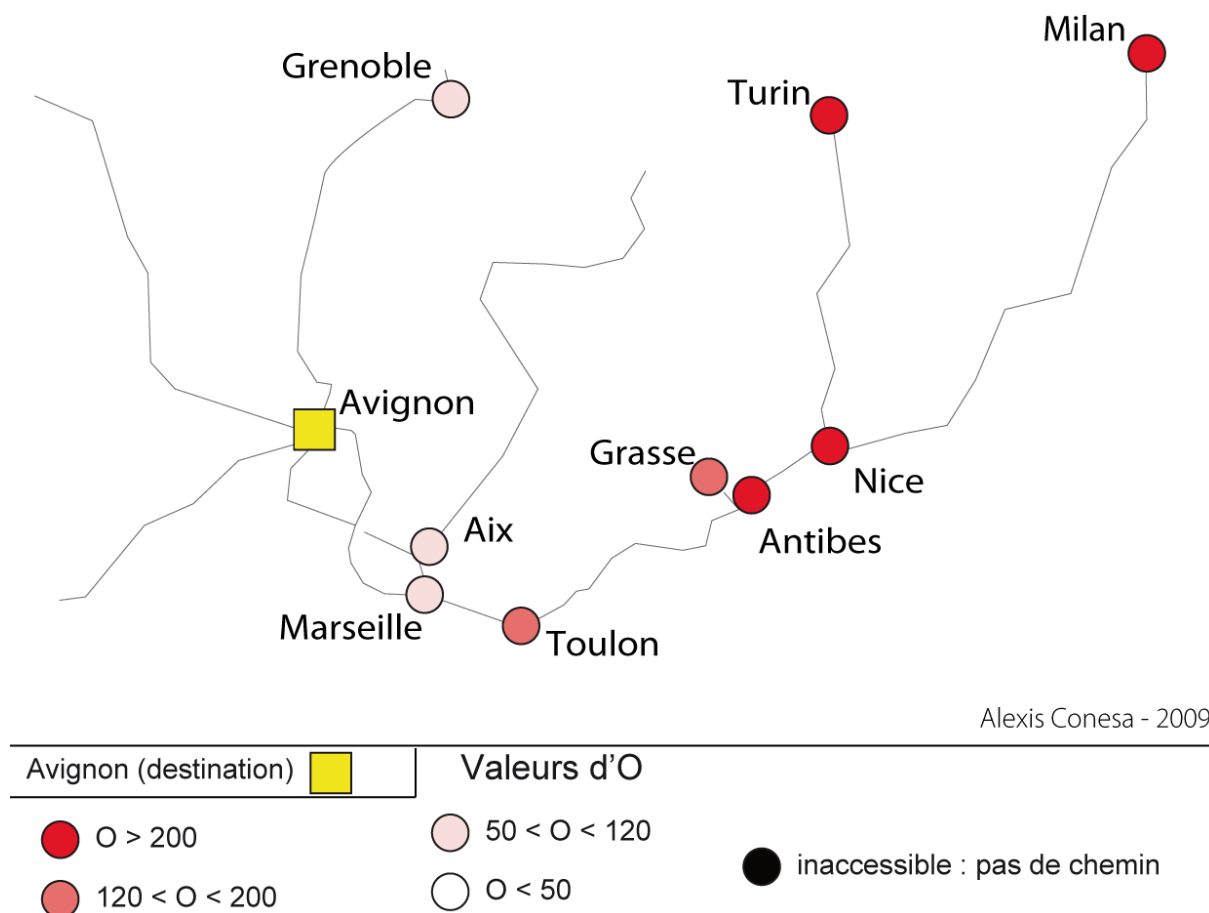 Milan
Grenoble
Turin
Avignon
Grasse
Nice
Aix
Antibes
Marseille
Toulon
Alexis Conesa - 2009
Avignon (destination)
Valeurs d'O
O > 200
50 < O < 120
inaccessible : pas de chemin
120 < O < 200
O < 50